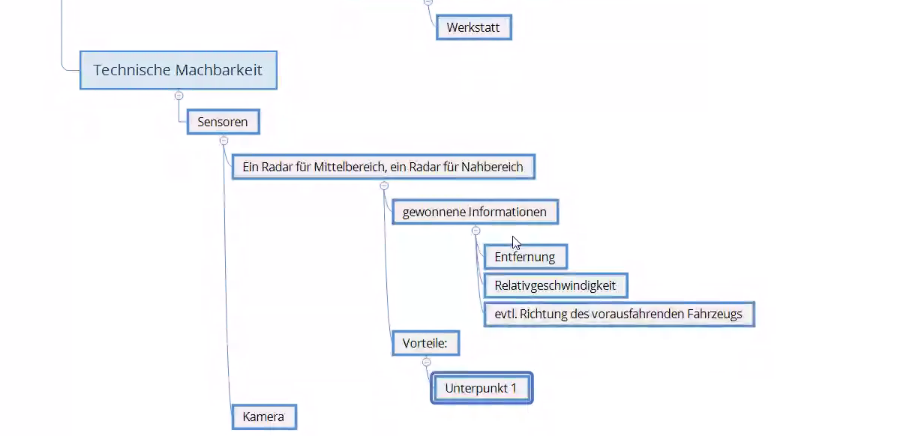 Werkstatt
Technische Machbarkeit
Sensoren
Ein Radar für Mittelbereich, ein Radar für Nahbereich
gewonnene Informationen
Entfernung
Relativgeschwindigkeit
evtl. Richtung des vorausfahrenden Fahrzeugs
Vorteile:
Unterpunkt 1
Kamera